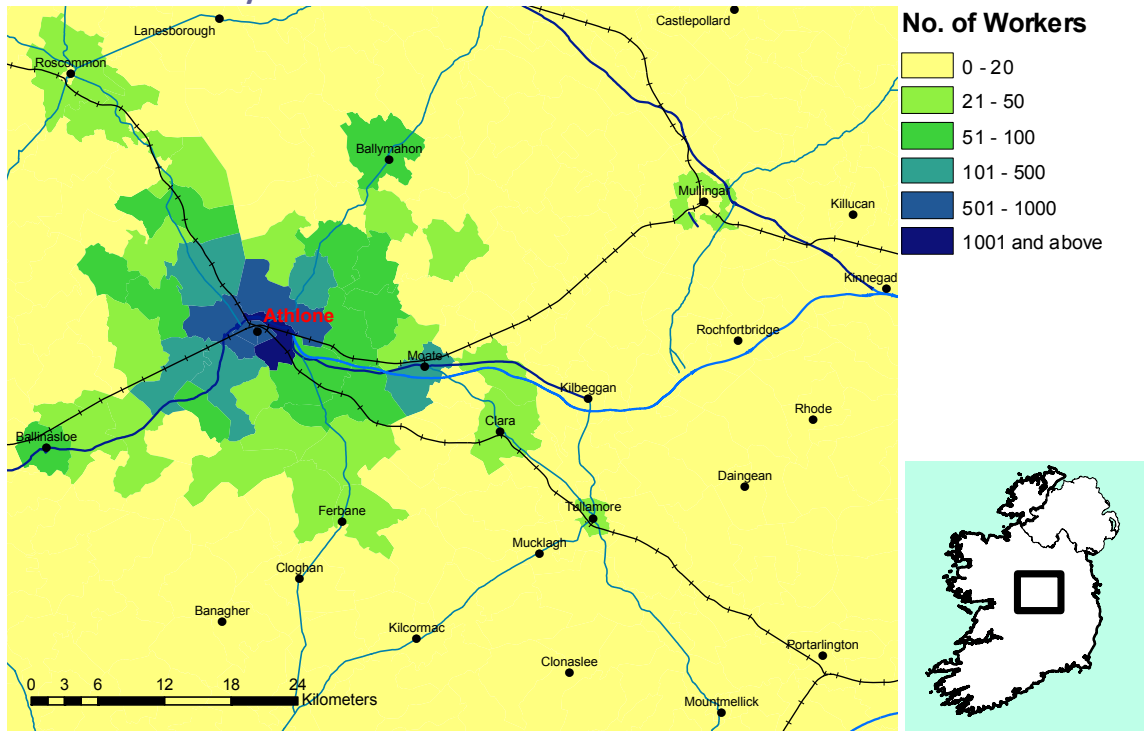 Lanesborough
Castlepollard
Roscommon
Ballymahon
Mullingar
Killucan
Kinnegad
Athlone
Rochfortbridge
Moate
Kilbeggan
Rhode
Clara
Ballinasloe
Daingean
Ferbane
Tullamore
Mucklagh
Cloghan
Banagher
Kilcormac
Clonaslee
Portarlington
Mountmellick
0 3 6 12 18 24
Kilometers
No. of Workers
0 - 20
21 - 50
51 - 100
101 - 500
501 - 1000
1001 and above